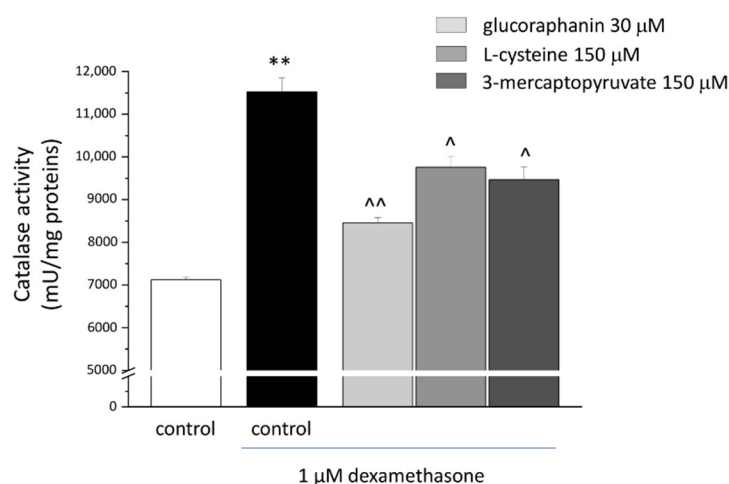 glucoraphanin 30 µM
L-cysteine 150 µM
3-mercaptopyruvate 150 µM
Catalase activity
(mU/mg proteins)
12,000
11,000
10,000
9000
8000
7000
6000
5000
0
**
^^
^
^
control
control
1 µM dexamethasone